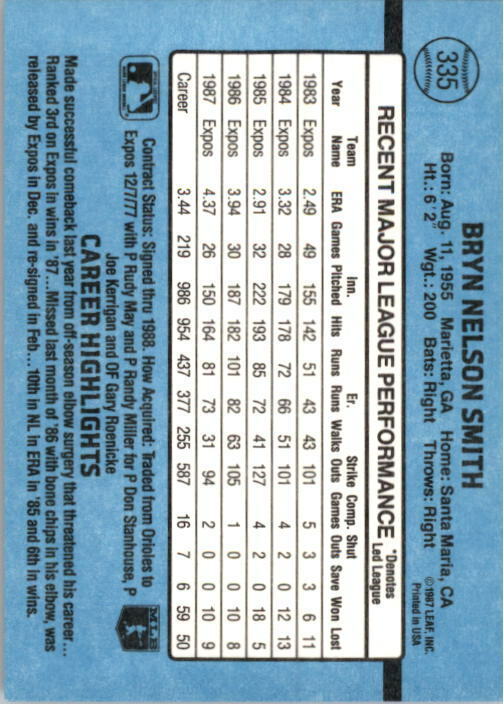 335
BRYN NELSON SMITH
Born: Aug. 11, 1955 Marietta, GA Home: Santa Maria, CA
Ht.: 6'2" Wgt.: 200 Bats: Right Throws: Right
©1987 LEAF, INC.
Printed in USA
RECENT MAJOR LEAGUE PERFORMANCE *Denotes Led League
Team Inn. Er. Strike Comp. Shut
Year Name ERA Games Pitched Hits Runs Runs Walks Outs Games Outs Save Won Lost
1983 Expos 2.49 49 155 142 51 43 43 101 5 3 3 6 11
1984 Expos 3.32 28 179 178 72 66 51 101 4 2 0 12 13
1985 Expos 2.91 32 222 193 85 72 41 127 4 2 0 18 5
1986 Expos 3.94 30 187 182 101 82 63 105 1 0 0 10 8
1987 Expos 4.37 26 150 164 81 73 31 94 2 0 0 10 9
Career 3.44 219 986 954 437 377 255 587 16 7 6 59 50
Contract Status: Signed thru 1988. How Acquired: Traded from Orioles to
Expos 12/7/77 with P Rudy May and P Randy Miller for P Don Stanhouse, P
Joe Kerrigan and OF Gary Roenicke
MLB
CAREER HIGHLIGHTS
Made successful comeback last year from off-season elbow surgery that threatened his career...
Ranked 3rd on Expos in wins in '87...Missed last month of '86 with bone chips in his elbow, was
released by Expos in Dec. and re-signed in Feb...10th in NL in ERA in '85 and 6th in wins.